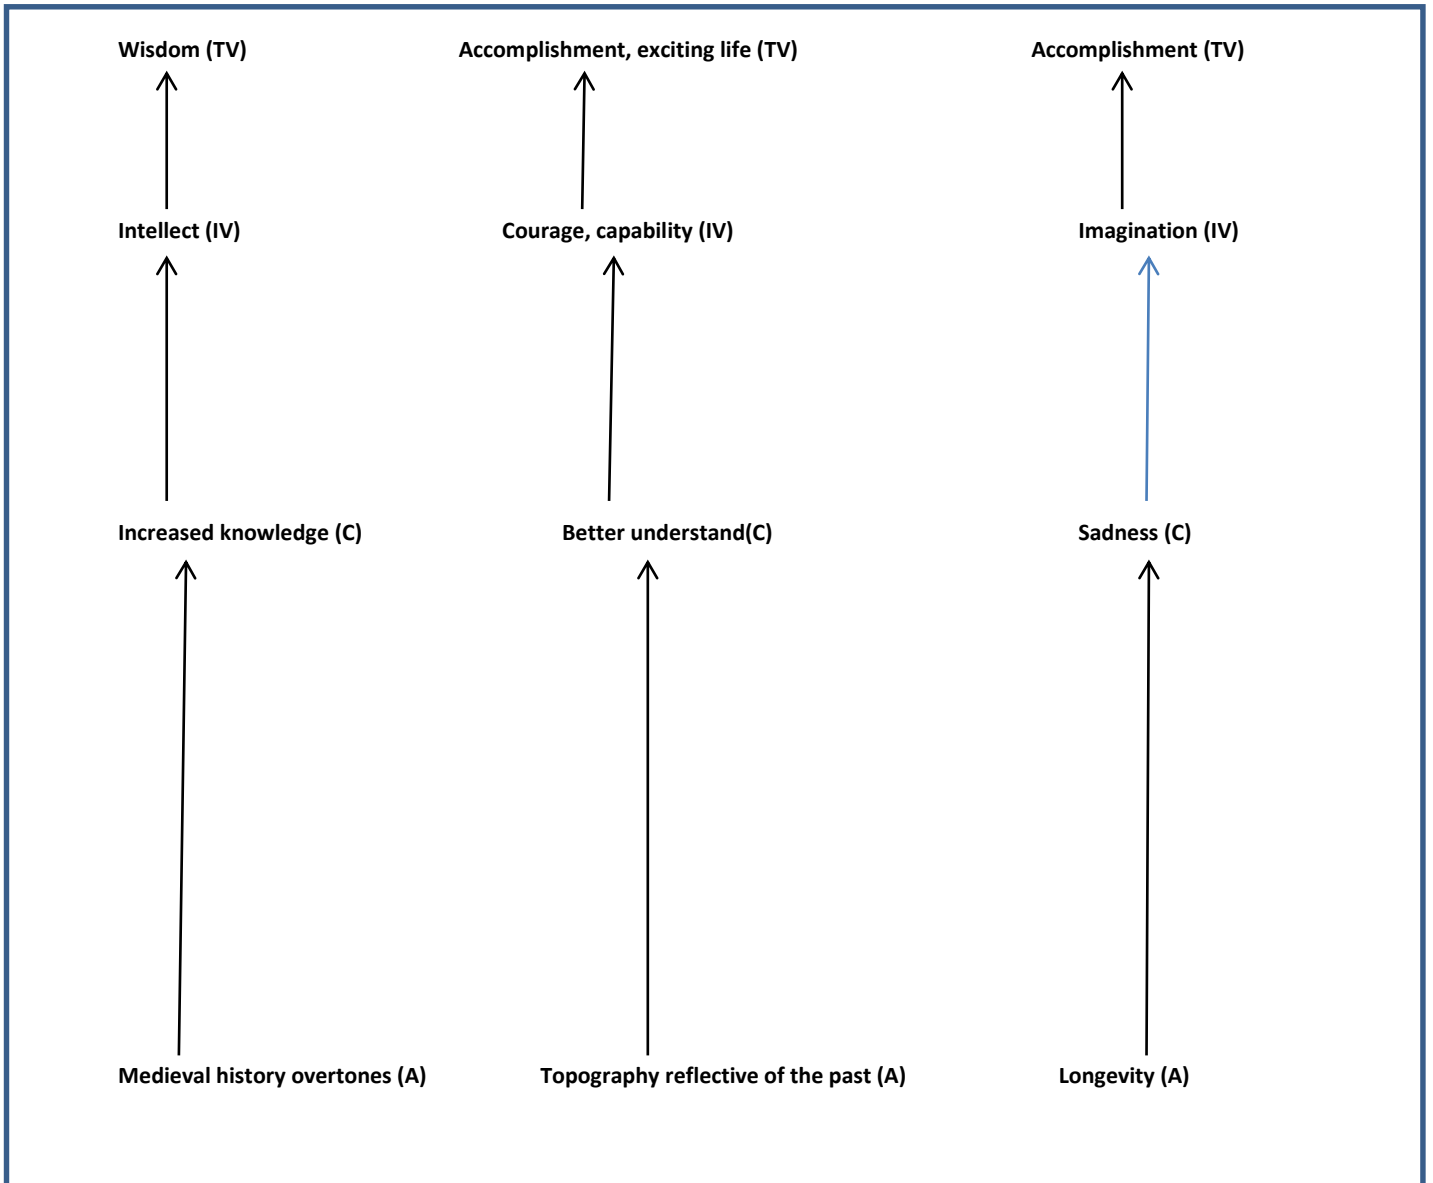 Wisdom (TV)
Accomplishment, exciting life (TV)
Accomplishment (TV)
Intellect (IV)
Courage, capability (IV)
Imagination (IV)
Increased knowledge (C)
Better understand(C)
Sadness (C)
Medieval history overtones (A)
Topography reflective of the past (A)
Longevity (A)